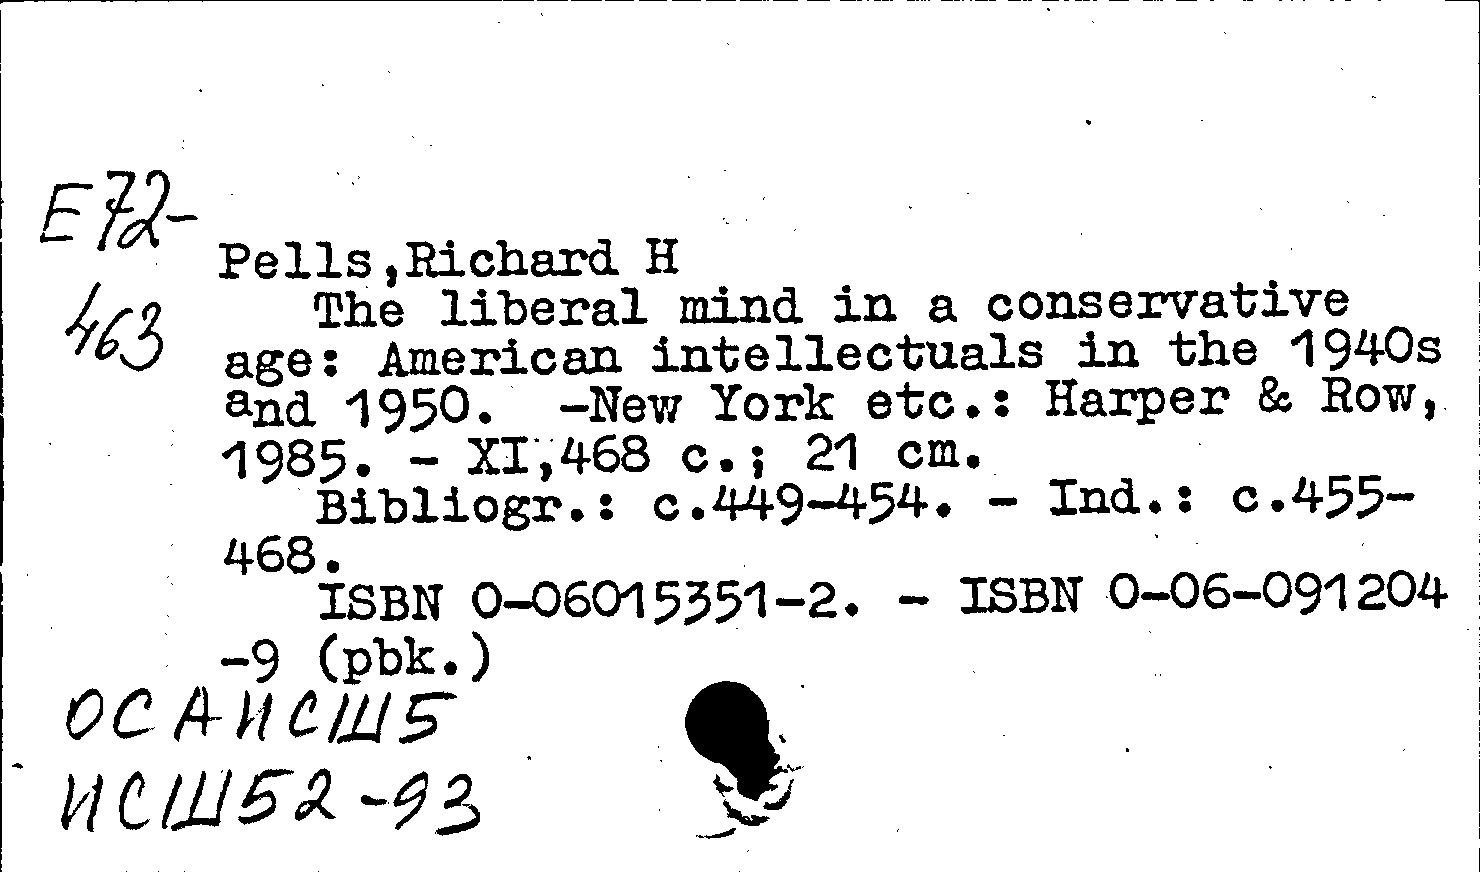 E72-
463
Pells,Richard H
The liberal mind in a conservative
age: American intellectuals in the 1940s
and 1950. -New York etc.: Harper & Row,
1985. - XI,468 c.; 21 cm.
Bibliogr.: c.449-454. - Ind.: c.455-
468.
ISBN 0-06015351-2. - ISBN 0-06-091204
-9 (pbk.)
ОСАИСШ5
ИСШ52-93